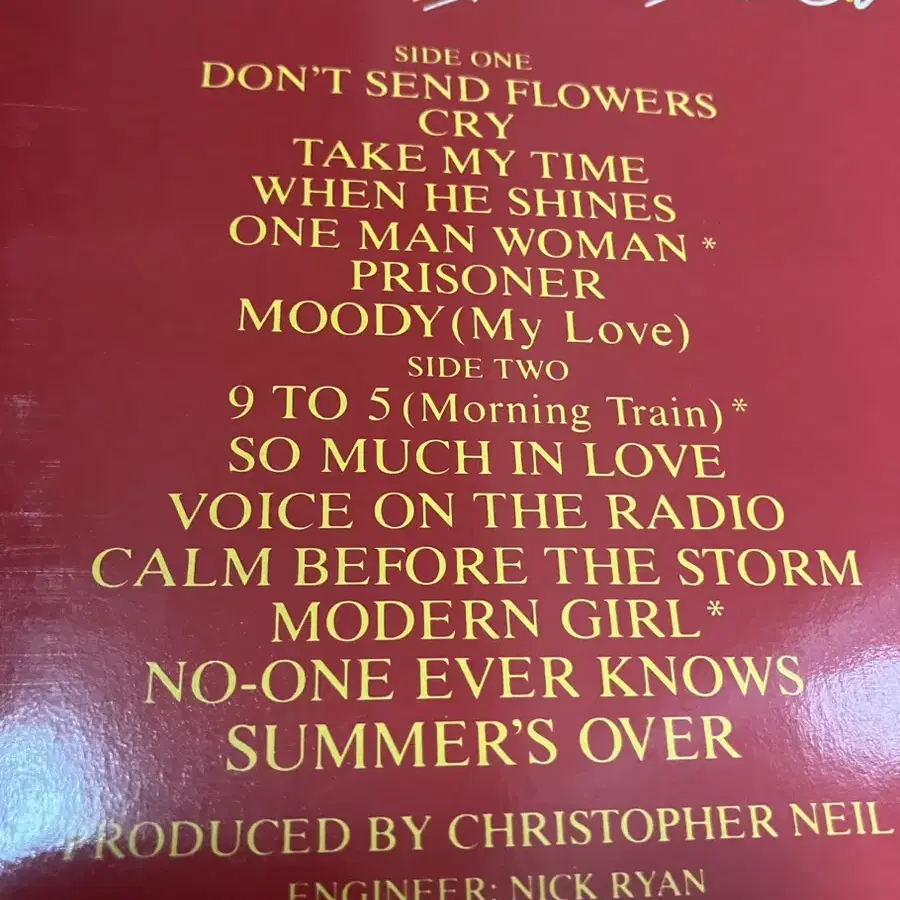 SIDE ONE
DON'T SEND FLOWERS
CRY
TAKE MY TIME
WHEN HE SHINES
ONE MAN WOMAN *
PRISONER
MOODY (My Love)
SIDE TWO
9 TO 5 (Morning Train) *
SO MUCH IN LOVE
VOICE ON THE RADIO
CALM BEFORE THE STORM
MODERN GIRL *
NO-ONE EVER KNOWS
SUMMER'S OVER
PRODUCED BY CHRISTOPHER NEIL
ENGINEER: NICK RYAN